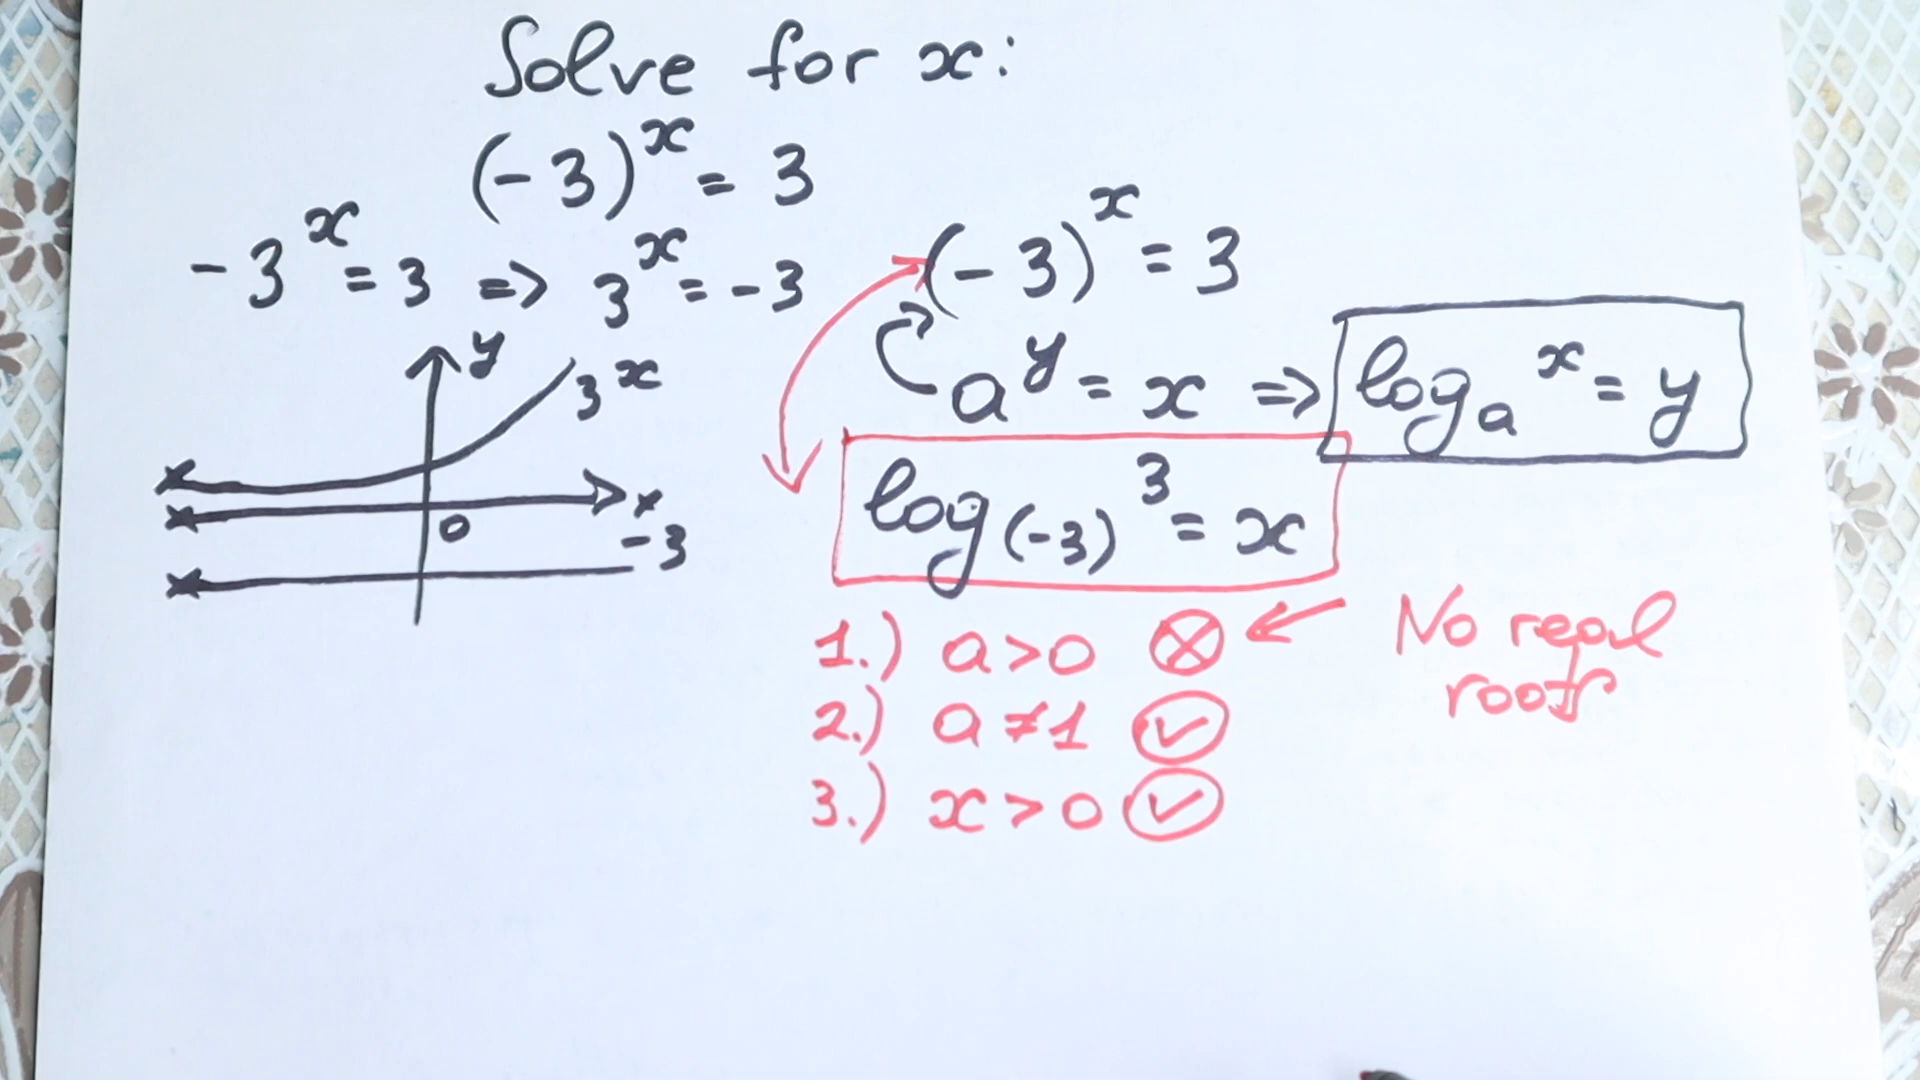 Solve for x:
(-3)^x = 3
-3^x = 3 => 3^x = -3
y
3^x
x
0
-3
(-3)^x = 3
a^y = x => log_a^x = y
log_(-3)^3 = x
1.) a>0
2.) a≠1
3.) x>0
No real
roots